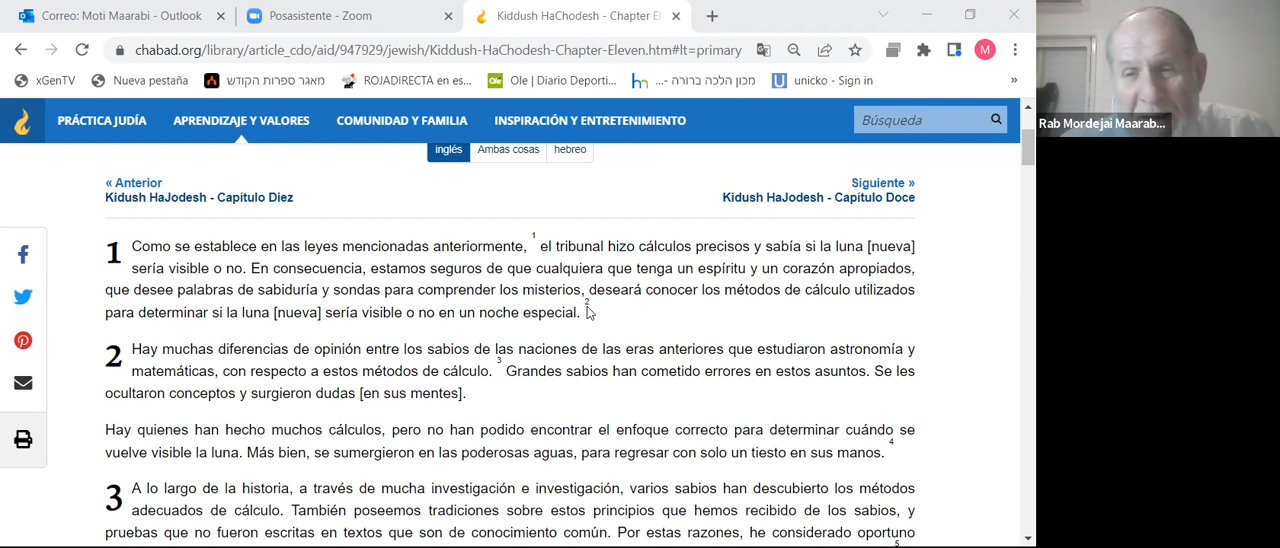 Correo: Moti Maarabi - Outlook
Posasistente - Zoom
Kiddush HaChodesh - Chapter El
chabad.org/library/article_cdo/aid/947929/jewish/Kiddush-HaChodesh-Chapter-Eleven.htm#lt=primary
M
xGenTV
Nueva pestaña
מאגר ספרות הקודש
ROJADIRECTA en es...
Ole | Diario Deporti...
מכון הלכה ברורה -...
unicko - Sign in
»
Rab Mordejai Maarab...
PRÁCTICA JUDÍA
APRENDIZAJE Y VALORES
COMUNIDAD Y FAMILIA
INSPIRACIÓN Y ENTRETENIMIENTO
Búsqueda
inglés
Ambas cosas
hebreo
« Anterior
Siguiente »
Kidush HaJodesh - Capítulo Diez
Kidush HaJodesh - Capítulo Doce
1 Como se establece en las leyes mencionadas anteriormente, 1 el tribunal hizo cálculos precisos y sabía si la luna [nueva]
sería visible o no. En consecuencia, estamos seguros de que cualquiera que tenga un espíritu y un corazón apropiados,
que desee palabras de sabiduría y sondas para comprender los misterios, deseará conocer los métodos de cálculo utilizados
para determinar si la luna [nueva] sería visible o no en un noche especial. 2
2 Hay muchas diferencias de opinión entre los sabios de las naciones de las eras anteriores que estudiaron astronomía y
matemáticas, con respecto a estos métodos de cálculo. 3 Grandes sabios han cometido errores en estos asuntos. Se les
ocultaron conceptos y surgieron dudas [en sus mentes].
Hay quienes han hecho muchos cálculos, pero no han podido encontrar el enfoque correcto para determinar cuándo se
vuelve visible la luna. Más bien, se sumergieron en las poderosas aguas, para regresar con solo un tiesto en sus manos. 4
3 A lo largo de la historia, a través de mucha investigación e investigación, varios sabios han descubierto los métodos
adecuados de cálculo. También poseemos tradiciones sobre estos principios que hemos recibido de los sabios, y
pruebas que no fueron escritas en textos que son de conocimiento común. Por estas razones, he considerado oportuno
5